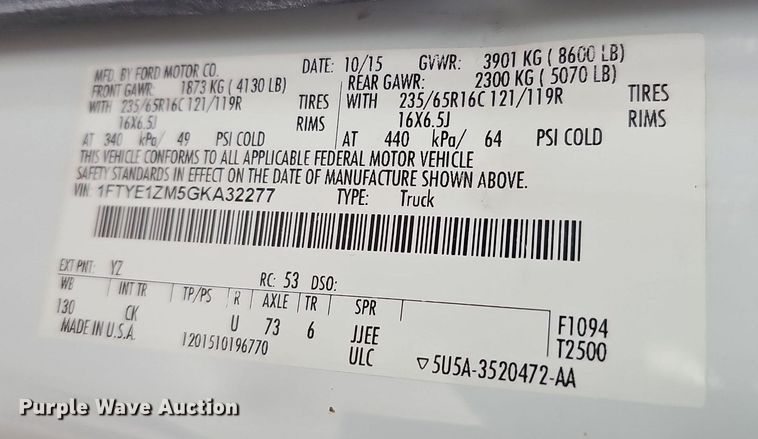 MFD. BY FORD MOTOR CO. DATE: 10/15 GVWR: 3901 KG ( 8600 LB)
FRONT GAWR: 1873 KG ( 4130 LB) REAR GAWR: 2300 KG ( 5070 LB)
WITH 235/65R16C 121/119R TIRES WITH 235/65R16C 121/119R TIRES
16X6.5J RIMS 16X6.5J RIMS
AT 340 kPa/ 49 PSI COLD AT 440 kPa/ 64 PSI COLD
THIS VEHICLE CONFORMS TO ALL APPLICABLE FEDERAL MOTOR VEHICLE
SAFETY STANDARDS IN EFFECT ON THE DATE OF MANUFACTURE SHOWN ABOVE.
VIN: 1FTYE1ZM5GKA32277 TYPE: Truck
EXT PNT: YZ RC: 53 DSO:
WB INT TR TP/PS R AXLE TR SPR
130 CK U 73 6 JJEE F1094
MADE IN U.S.A. 1201510196770 ULC T2500
▽5U5A-3520472-AA
Purple Wave Auction